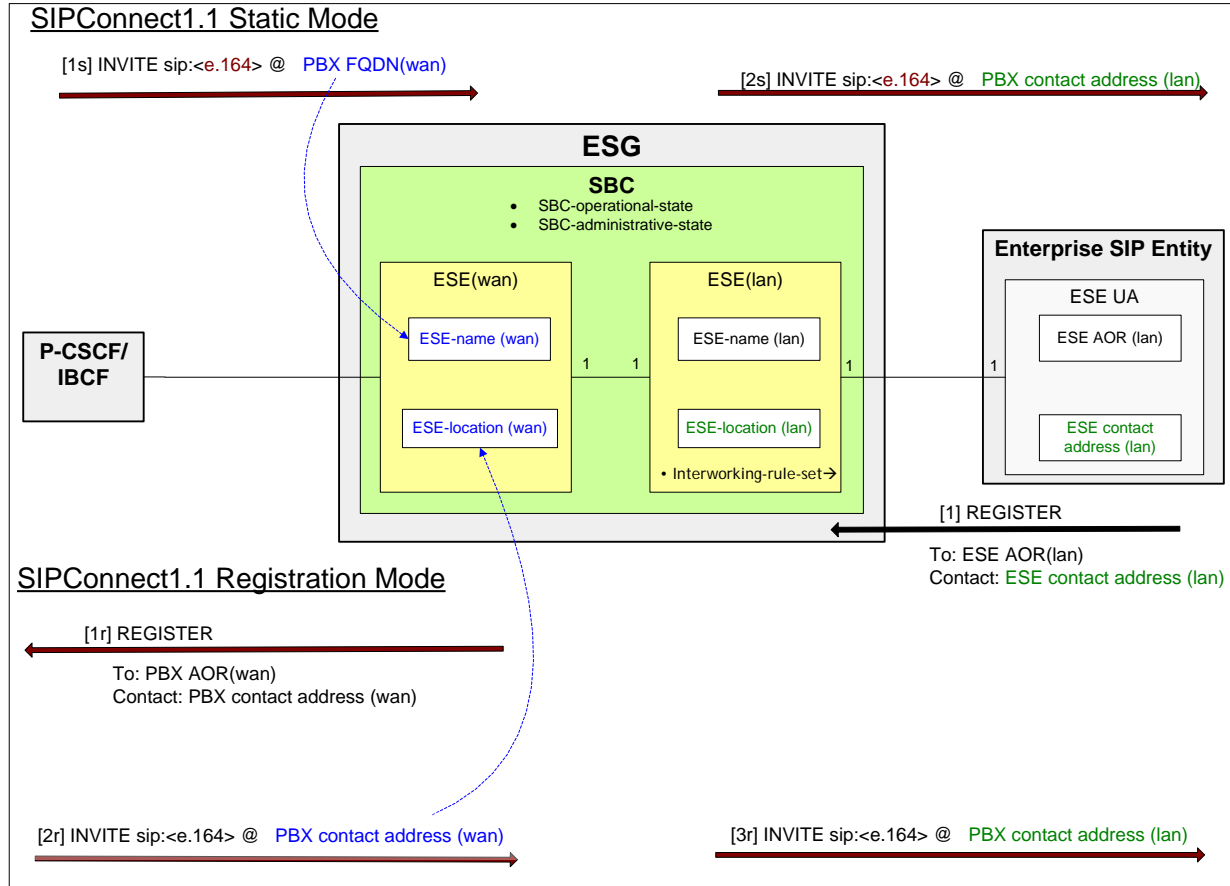 SIPConnect1.1 Static Mode
[1s] INVITE sip:<e.164> @ PBX FQDN(wan)
[2s] INVITE sip:<e.164> @ PBX contact address (lan)
ESG
SBC
• SBC-operational-state
• SBC-administrative-state
ESE(wan)
ESE-name (wan)
ESE-location (wan)
1
1
ESE(lan)
ESE-name (lan)
ESE-location (lan)
• Interworking-rule-set→
1
1
P-CSCF/
IBCF
Enterprise SIP Entity
ESE UA
ESE AOR (lan)
ESE contact
address (lan)
[1] REGISTER
To: ESE AOR(lan)
Contact: ESE contact address (lan)
SIPConnect1.1 Registration Mode
[1r] REGISTER
To: PBX AOR(wan)
Contact: PBX contact address (wan)
[2r] INVITE sip:<e.164> @ PBX contact address (wan)
[3r] INVITE sip:<e.164> @ PBX contact address (lan)